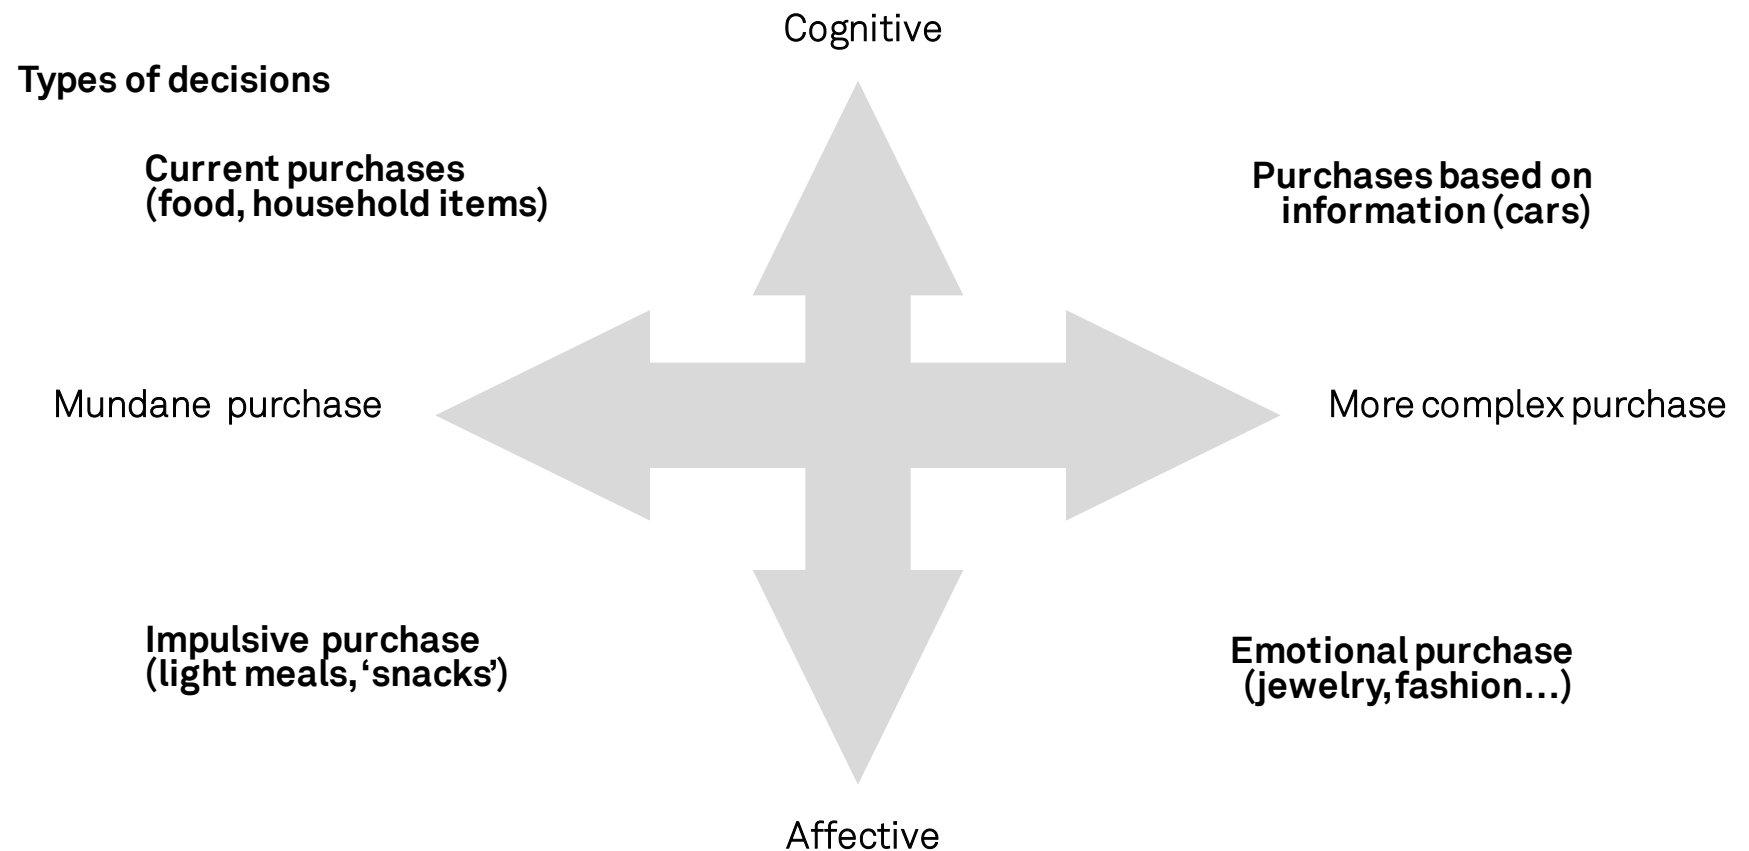 Cognitive
Types of decisions
Current purchases
(food, household items)
Purchases based on
information (cars)
Mundane purchase
More complex purchase
Impulsive purchase
(light meals, ‘snacks’)
Emotional purchase
(jewelry, fashion...)
Affective